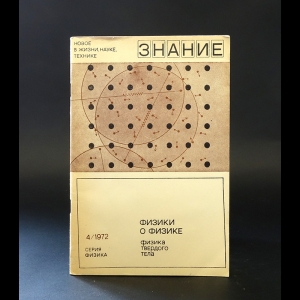 НОВОЕ
В ЖИЗНИ, НАУКЕ,
ТЕХНИКЕ
ЗНАНИЕ
4/1972
СЕРИЯ
ФИЗИКА
ФИЗИКИ
О ФИЗИКЕ
физика
твердого
тела